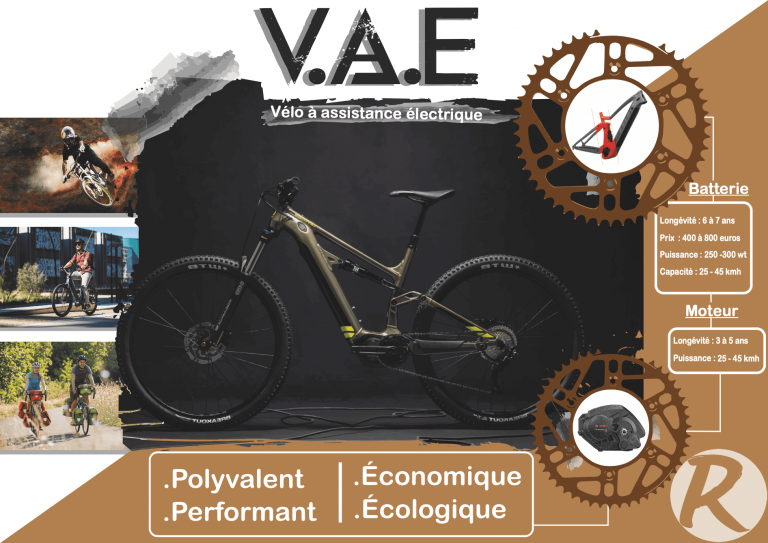 V.A.E
Vélo à assistance électrique
Batterie
Longévité : 6 à 7 ans
Prix : 400 à 800 euros
Puissance : 250 -300 wt
Capacité : 25 - 45 kmh
Moteur
Longévité : 3 à 5 ans
Puissance : 25 - 45 kmh
.Polyvalent
.Performant
.Économique
.Écologique
R